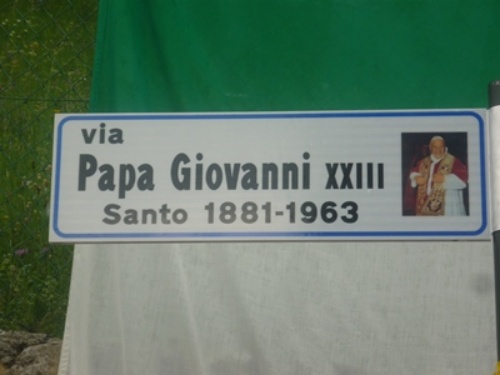 via
Papa Giovanni XXIII
Santo 1881-1963